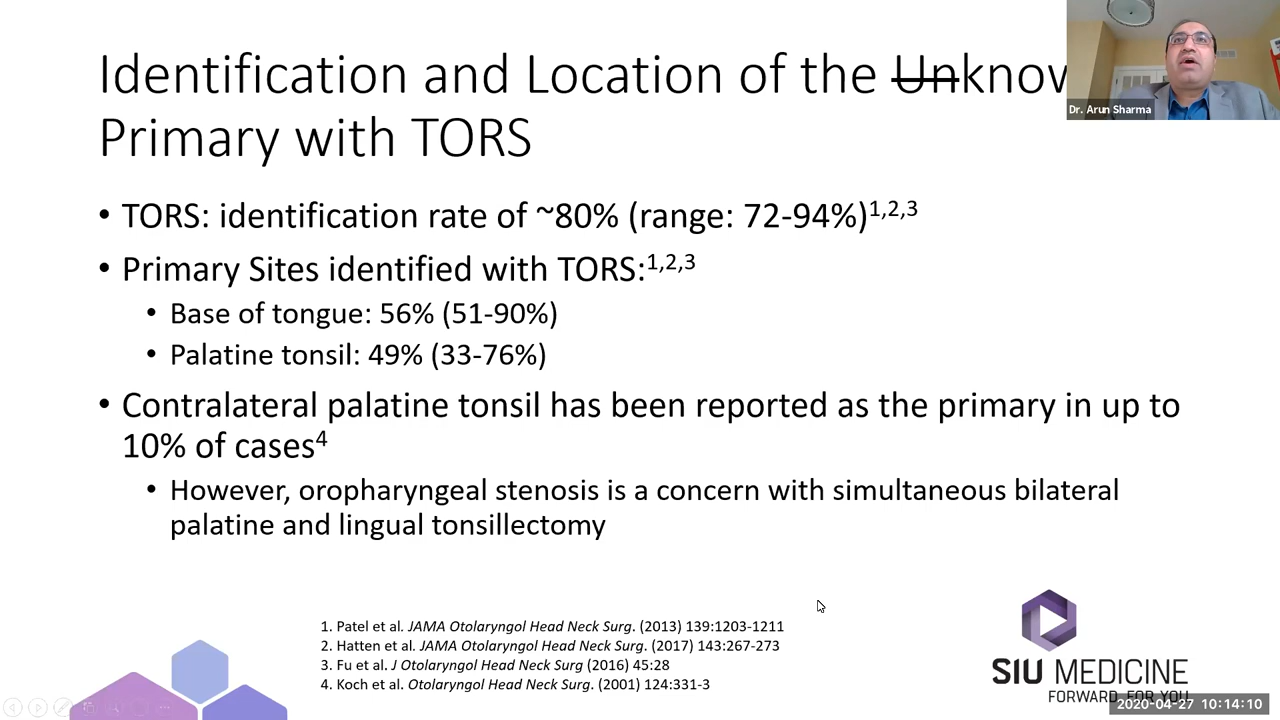 Identification and Location of the Unknow
Primary with TORS
Dr. Arun Sharma
• TORS: identification rate of ~80% (range: 72-94%)1,2,3
• Primary Sites identified with TORS:1,2,3
• Base of tongue: 56% (51-90%)
• Palatine tonsil: 49% (33-76%)
• Contralateral palatine tonsil has been reported as the primary in up to
10% of cases4
• However, oropharyngeal stenosis is a concern with simultaneous bilateral
palatine and lingual tonsillectomy
1. Patel et al. JAMA Otolaryngol Head Neck Surg. (2013) 139:1203-1211
2. Hatten et al. JAMA Otolaryngol Head Neck Surg. (2017) 143:267-273
3. Fu et al. J Otolaryngol Head Neck Surg (2016) 45:28
4. Koch et al. Otolaryngol Head Neck Surg. (2001) 124:331-3
SIU MEDICINE
FORWARD. FOR YOU
2020-04-27 10:14:10